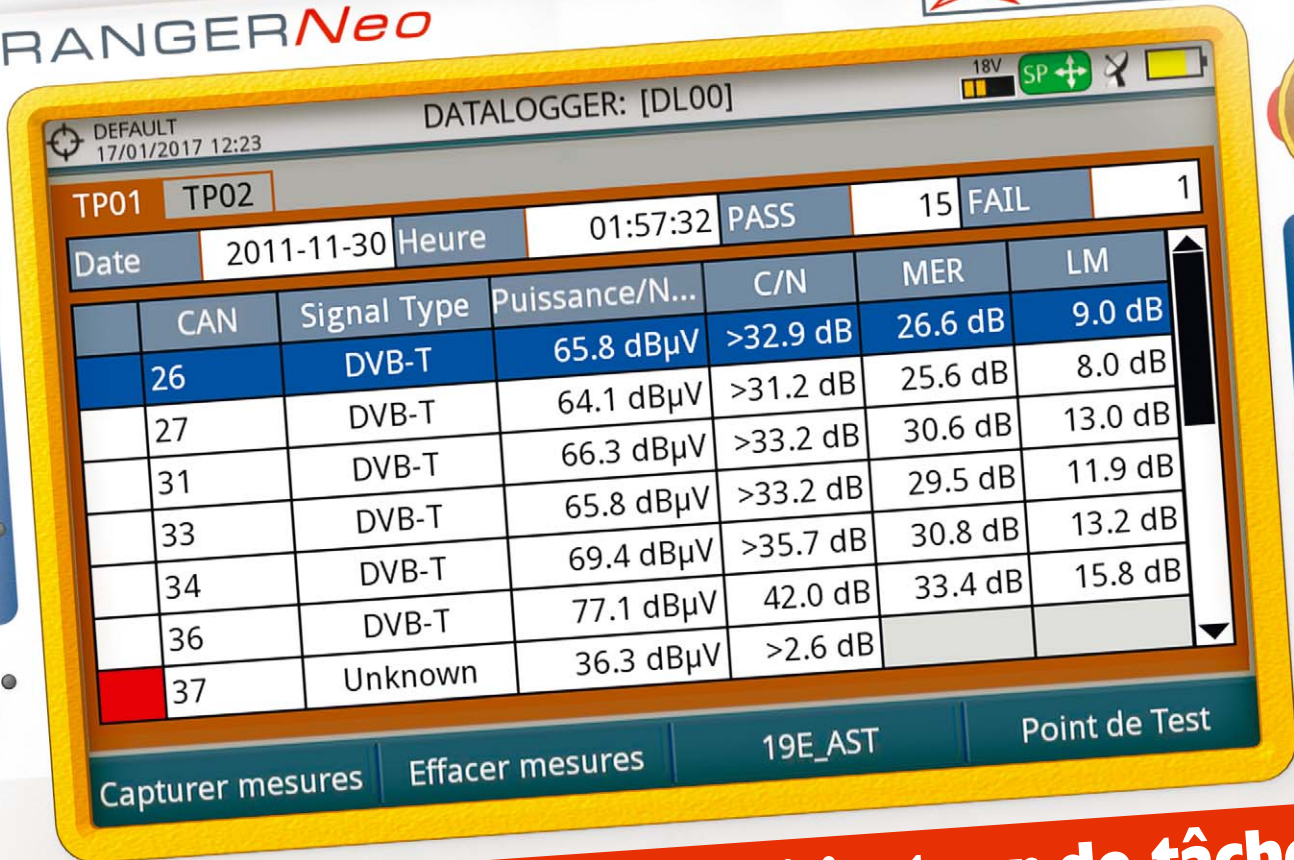 RANGERNeo
DEFAULT
17/01/2017 12:23
DATALOGGER: [DL00]
18V
SP
TP01 TP02
Date 2011-11-30 Heure 01:57:32 PASS 15 FAIL 1
CAN Signal Type Puissance/N... C/N MER LM
26 DVB-T 65.8 dBµV >32.9 dB 26.6 dB 9.0 dB
27 DVB-T 64.1 dBµV >31.2 dB 25.6 dB 8.0 dB
31 DVB-T 66.3 dBµV >33.2 dB 30.6 dB 13.0 dB
33 DVB-T 65.8 dBµV >33.2 dB 29.5 dB 11.9 dB
34 DVB-T 69.4 dBµV >35.7 dB 30.8 dB 13.2 dB
36 DVB-T 77.1 dBµV 42.0 dB 33.4 dB 15.8 dB
37 Unknown 36.3 dBµV >2.6 dB
Capturer mesures Effacer mesures 19E_AST Point de Test
de tâche